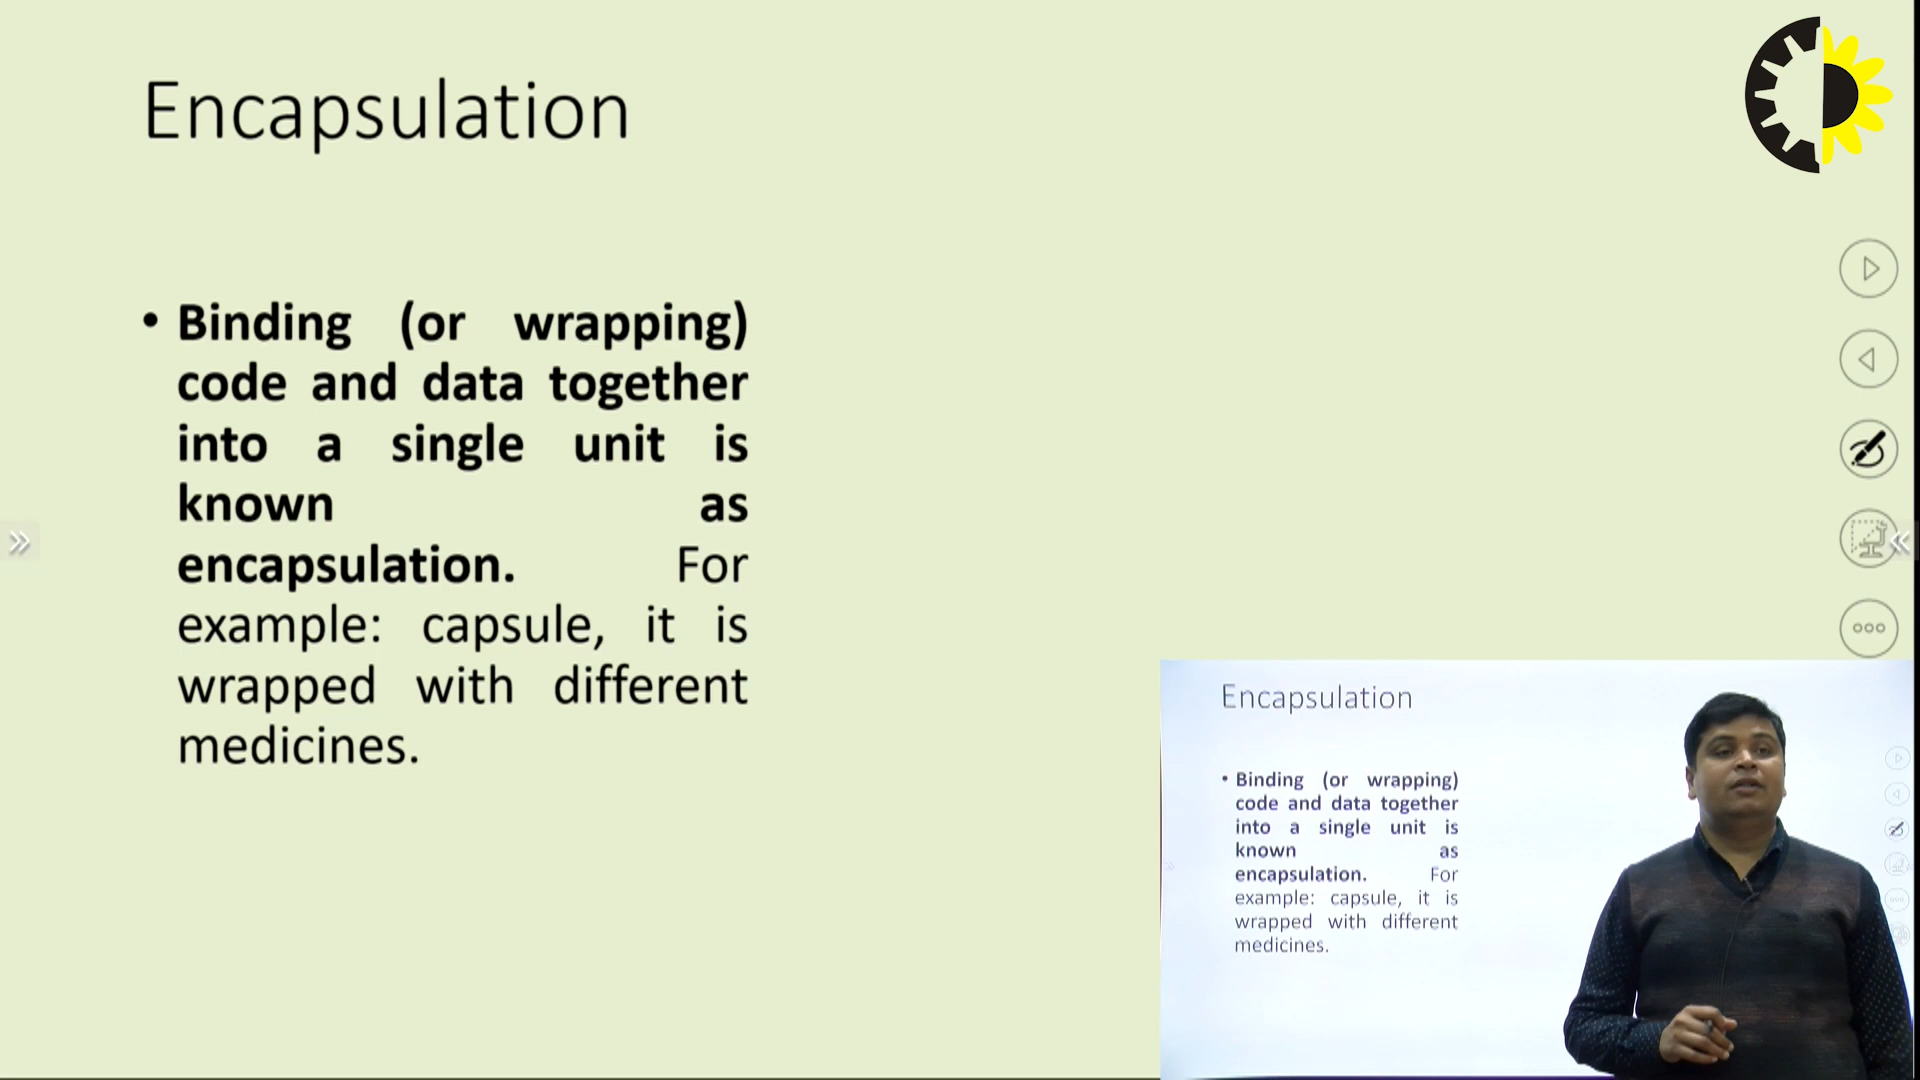 Encapsulation
• Binding (or wrapping)
code and data together
into a single unit is
known as
encapsulation. For
example: capsule, it is
wrapped with different
medicines.
Encapsulation
• Binding (or wrapping)
code and data together
into a single unit is
known as
encapsulation. For
example: capsule, it is
wrapped with different
medicines.